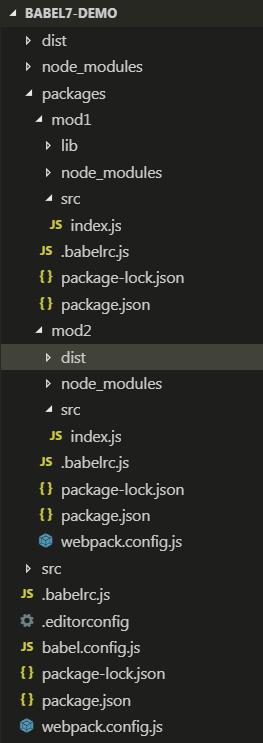 BABEL7-DEMO
dist
node_modules
packages
mod1
lib
node_modules
src
JS index.js
JS .babelrc.js
{ } package-lock.json
{ } package.json
mod2
dist
node_modules
src
JS index.js
JS .babelrc.js
{ } package-lock.json
{ } package.json
webpack.config.js
src
JS .babelrc.js
.editorconfig
JS babel.config.js
{ } package-lock.json
{ } package.json
webpack.config.js